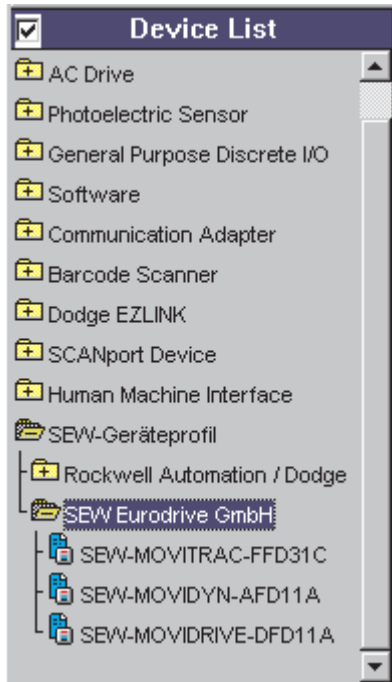 Device List
AC Drive
Photoelectric Sensor
General Purpose Discrete I/O
Software
Communication Adapter
Barcode Scanner
Dodge EZLINK
SCANport Device
Human Machine Interface
SEW-Geräteprofil
Rockwell Automation / Dodge
SEW Eurodrive GmbH
SEW-MOVITRAC-FFD31C
SEW-MOVIDYN-AFD11A
SEW-MOVIDRIVE-DFD11A